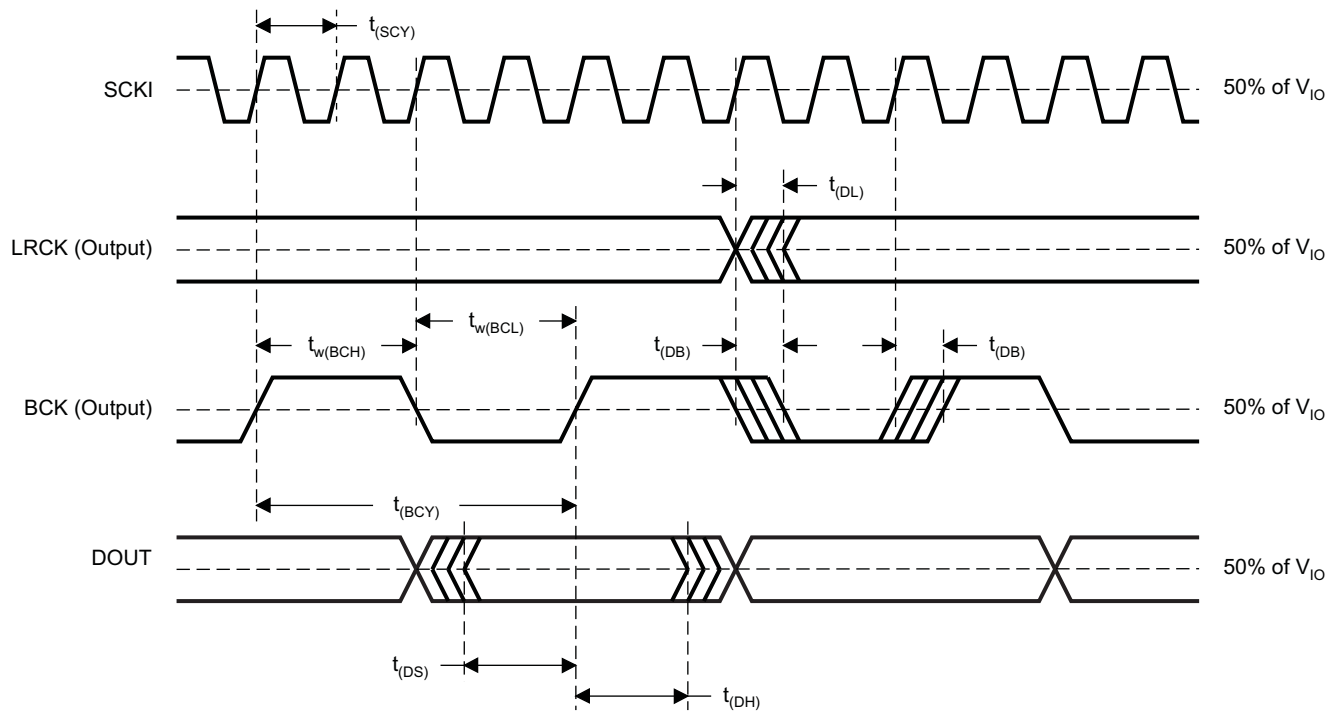 t(SCY)
SCKI
50% of VIO
t(DL)
LRCK (Output)
50% of VIO
tw(BCL)
tw(BCH)
t(DB)
t(DB)
BCK (Output)
50% of VIO
t(BCY)
DOUT
50% of VIO
t(DS)
t(DH)